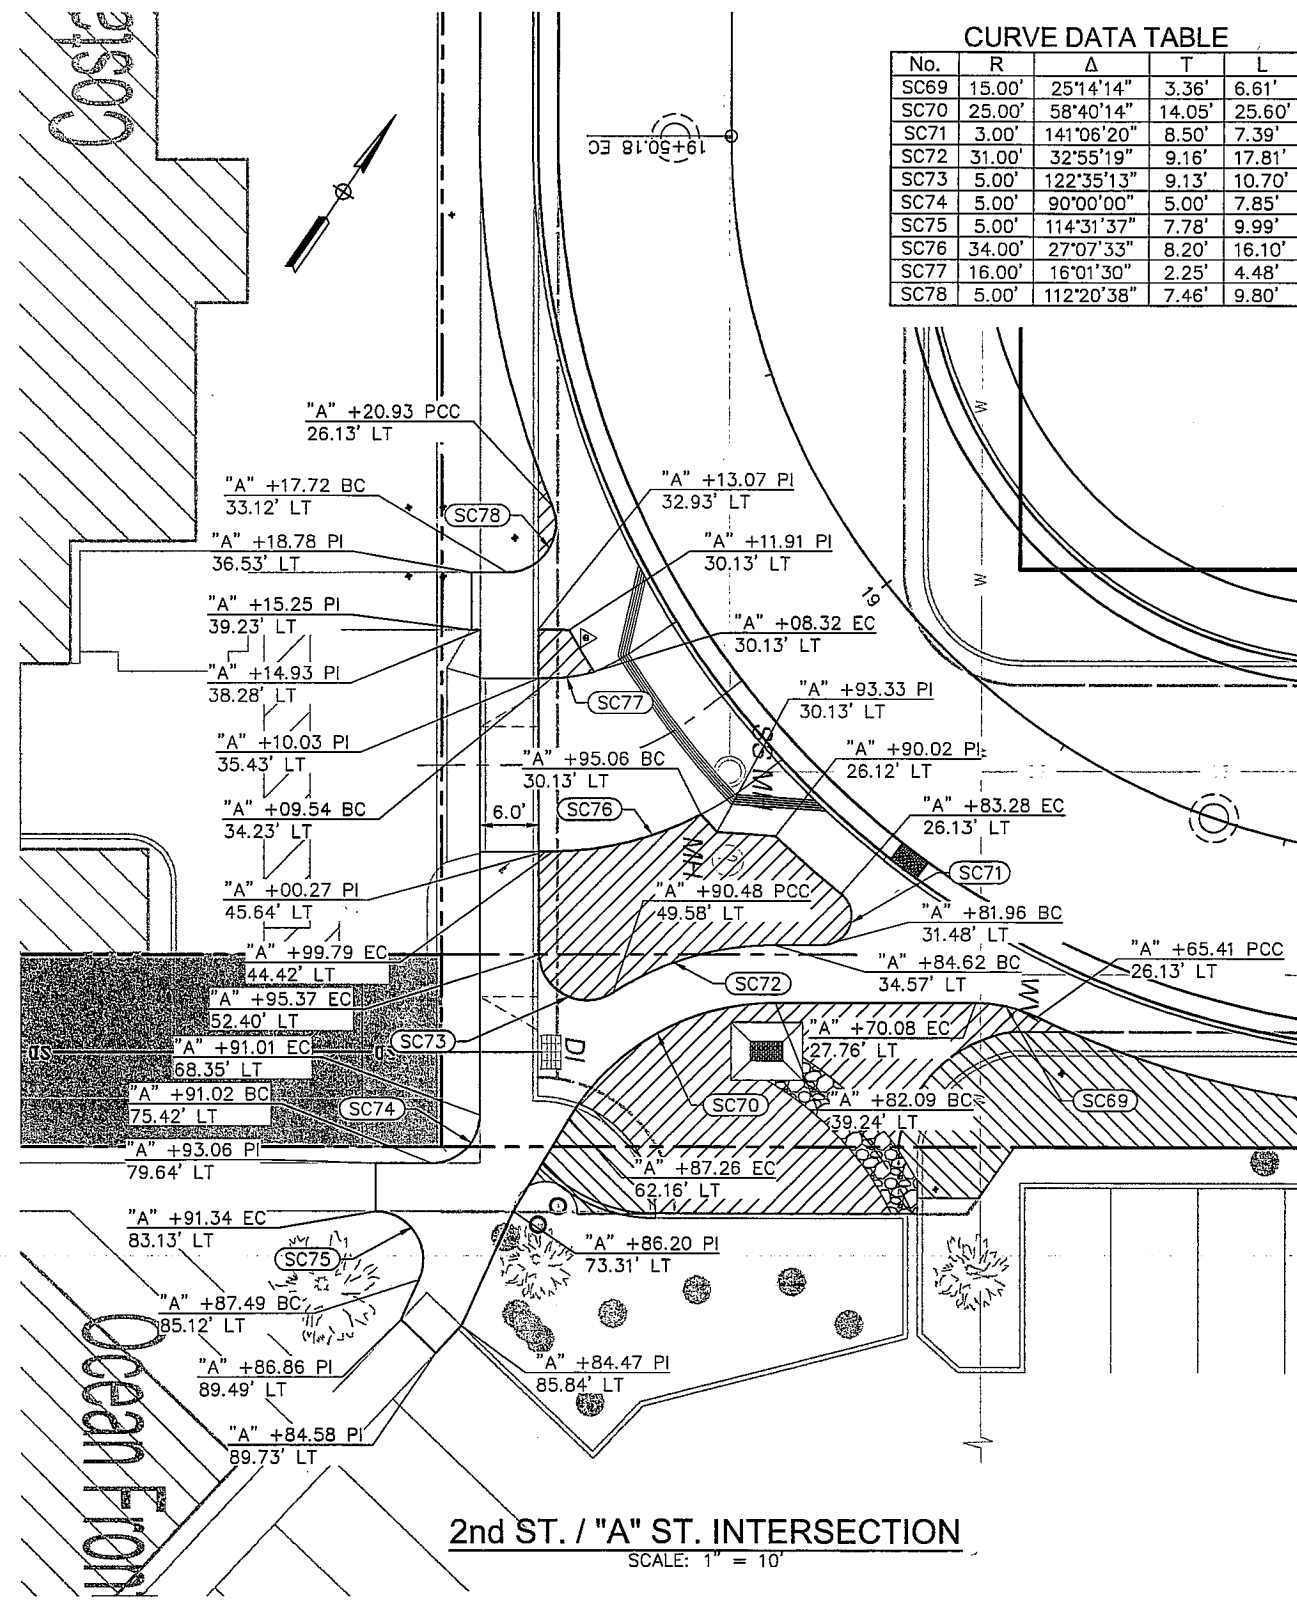 CURVE DATA TABLE
No. R Δ T L
SC69 15.00' 25°14'14" 3.36' 6.61'
SC70 25.00' 58°40'14" 14.05' 25.60'
SC71 3.00' 141°06'20" 8.50' 7.39'
SC72 31.00' 32°55'19" 9.16' 17.81'
SC73 5.00' 122°35'13" 9.13' 10.70'
SC74 5.00' 90°00'00" 5.00' 7.85'
SC75 5.00' 114°31'37" 7.78' 9.99'
SC76 34.00' 27°07'33" 8.20' 16.10'
SC77 16.00' 16°01'30" 2.25' 4.48'
SC78 5.00' 112°20'38" 7.46' 9.80'
Coste
19+50.18 EC
"A" +20.93 PCC
26.13' LT
"A" +17.72 BC
33.12' LT
SC78
"A" +13.07 PI
32.93' LT
"A" +18.78 PI
36.53' LT
"A" +11.91 PI
30.13' LT
W
W
19
"A" +15.25 PI
39.23' LT
"A" +08.32 EC
30.13' LT
"A" +14.93 PI
38.28' LT
SC77
"A" +93.33 PI
30.13' LT
"A" +10.03 PI
35.43' LT
"A" +95.06 BC
30.13' LT
SS MH
"A" +90.02 PI
26.12' LT
"A" +09.54 BC
34.23' LT
6.0'
SC76
"A" +83.28 EC
26.13' LT
MH
SC71
"A" +00.27 PI
45.64' LT
"A" +90.48 PCC
49.58' LT
"A" +81.96 BC
31.48' LT
"A" +99.79 EC
44.42' LT
"A" +84.62 BC
34.57' LT
"A" +65.41 PCC
26.13' LT
"A" +95.37 EC
52.40' LT
SC72
WV
SC73
DI
"A" +70.08 EC
27.76' LT
SD
SD
"A" +91.01 EC
68.35' LT
"A" +91.02 BC
75.42' LT
SC74
SC70
"A" +82.09 BC
39.24' LT
SC69
"A" +93.06 PI
79.64' LT
"A" +87.26 EC
62.16' LT
"A" +91.34 EC
83.13' LT
SC75
"A" +86.20 PI
73.31' LT
"A" +87.49 BC
85.12' LT
"A" +86.86 PI
89.49' LT
"A" +84.47 PI
85.84' LT
"A" +84.58 PI
89.73' LT
Ocean Fron
2nd ST. / "A" ST. INTERSECTION
SCALE: 1" = 10'